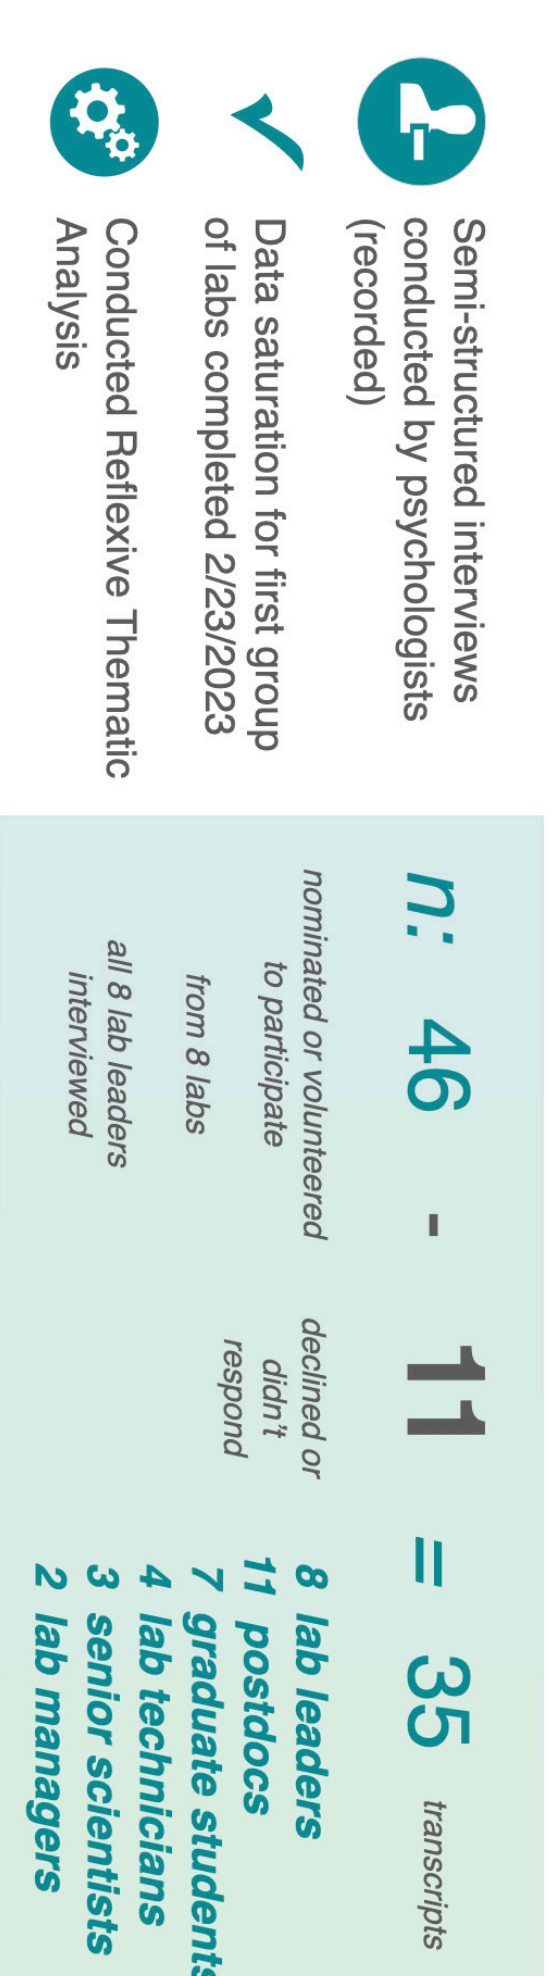 Semi-structured interviews
conducted by psychologists
(recorded)
Data saturation for first group
of labs completed 2/23/2023
Conducted Reflexive Thematic
Analysis
n: 46 - 11 = 35 transcripts
nominated or volunteered
to participate
from 8 labs
all 8 lab leaders
interviewed
declined or
didn't
respond
8 lab leaders
11 postdocs
7 graduate students
4 lab technicians
3 senior scientists
2 lab managers